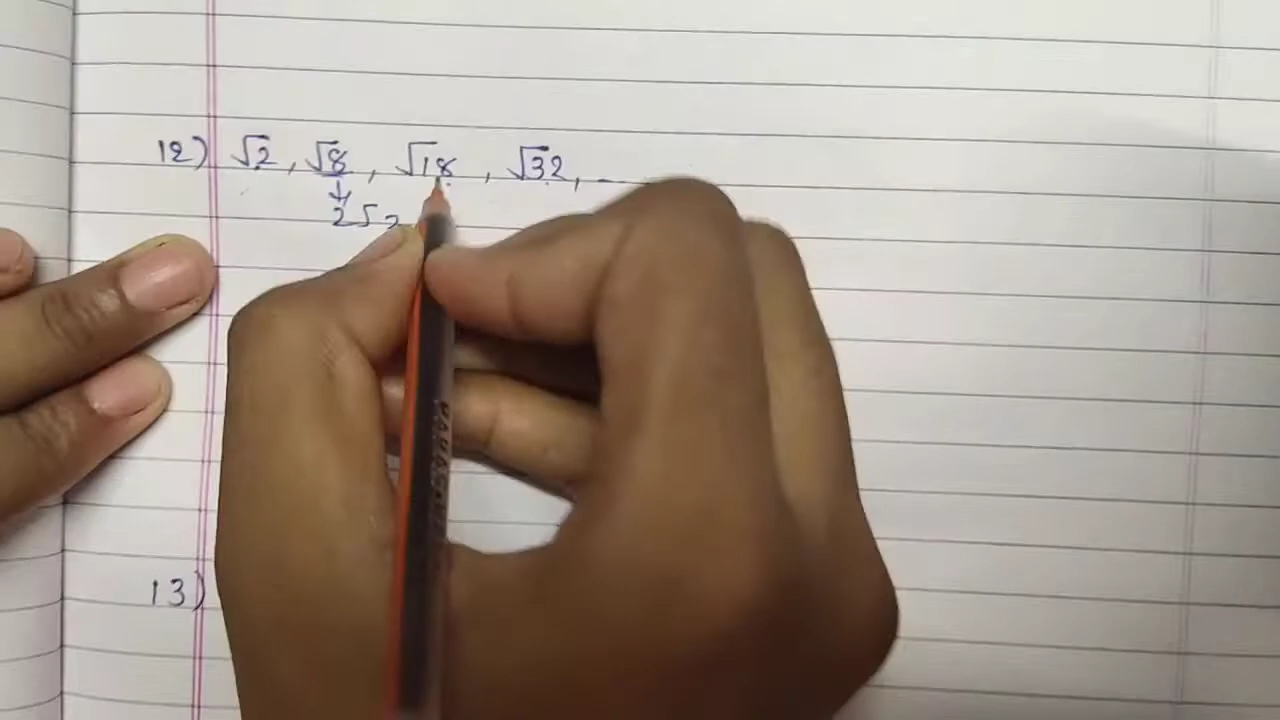 12) √2, √8, √18, √32, _
↓
2√2
13)